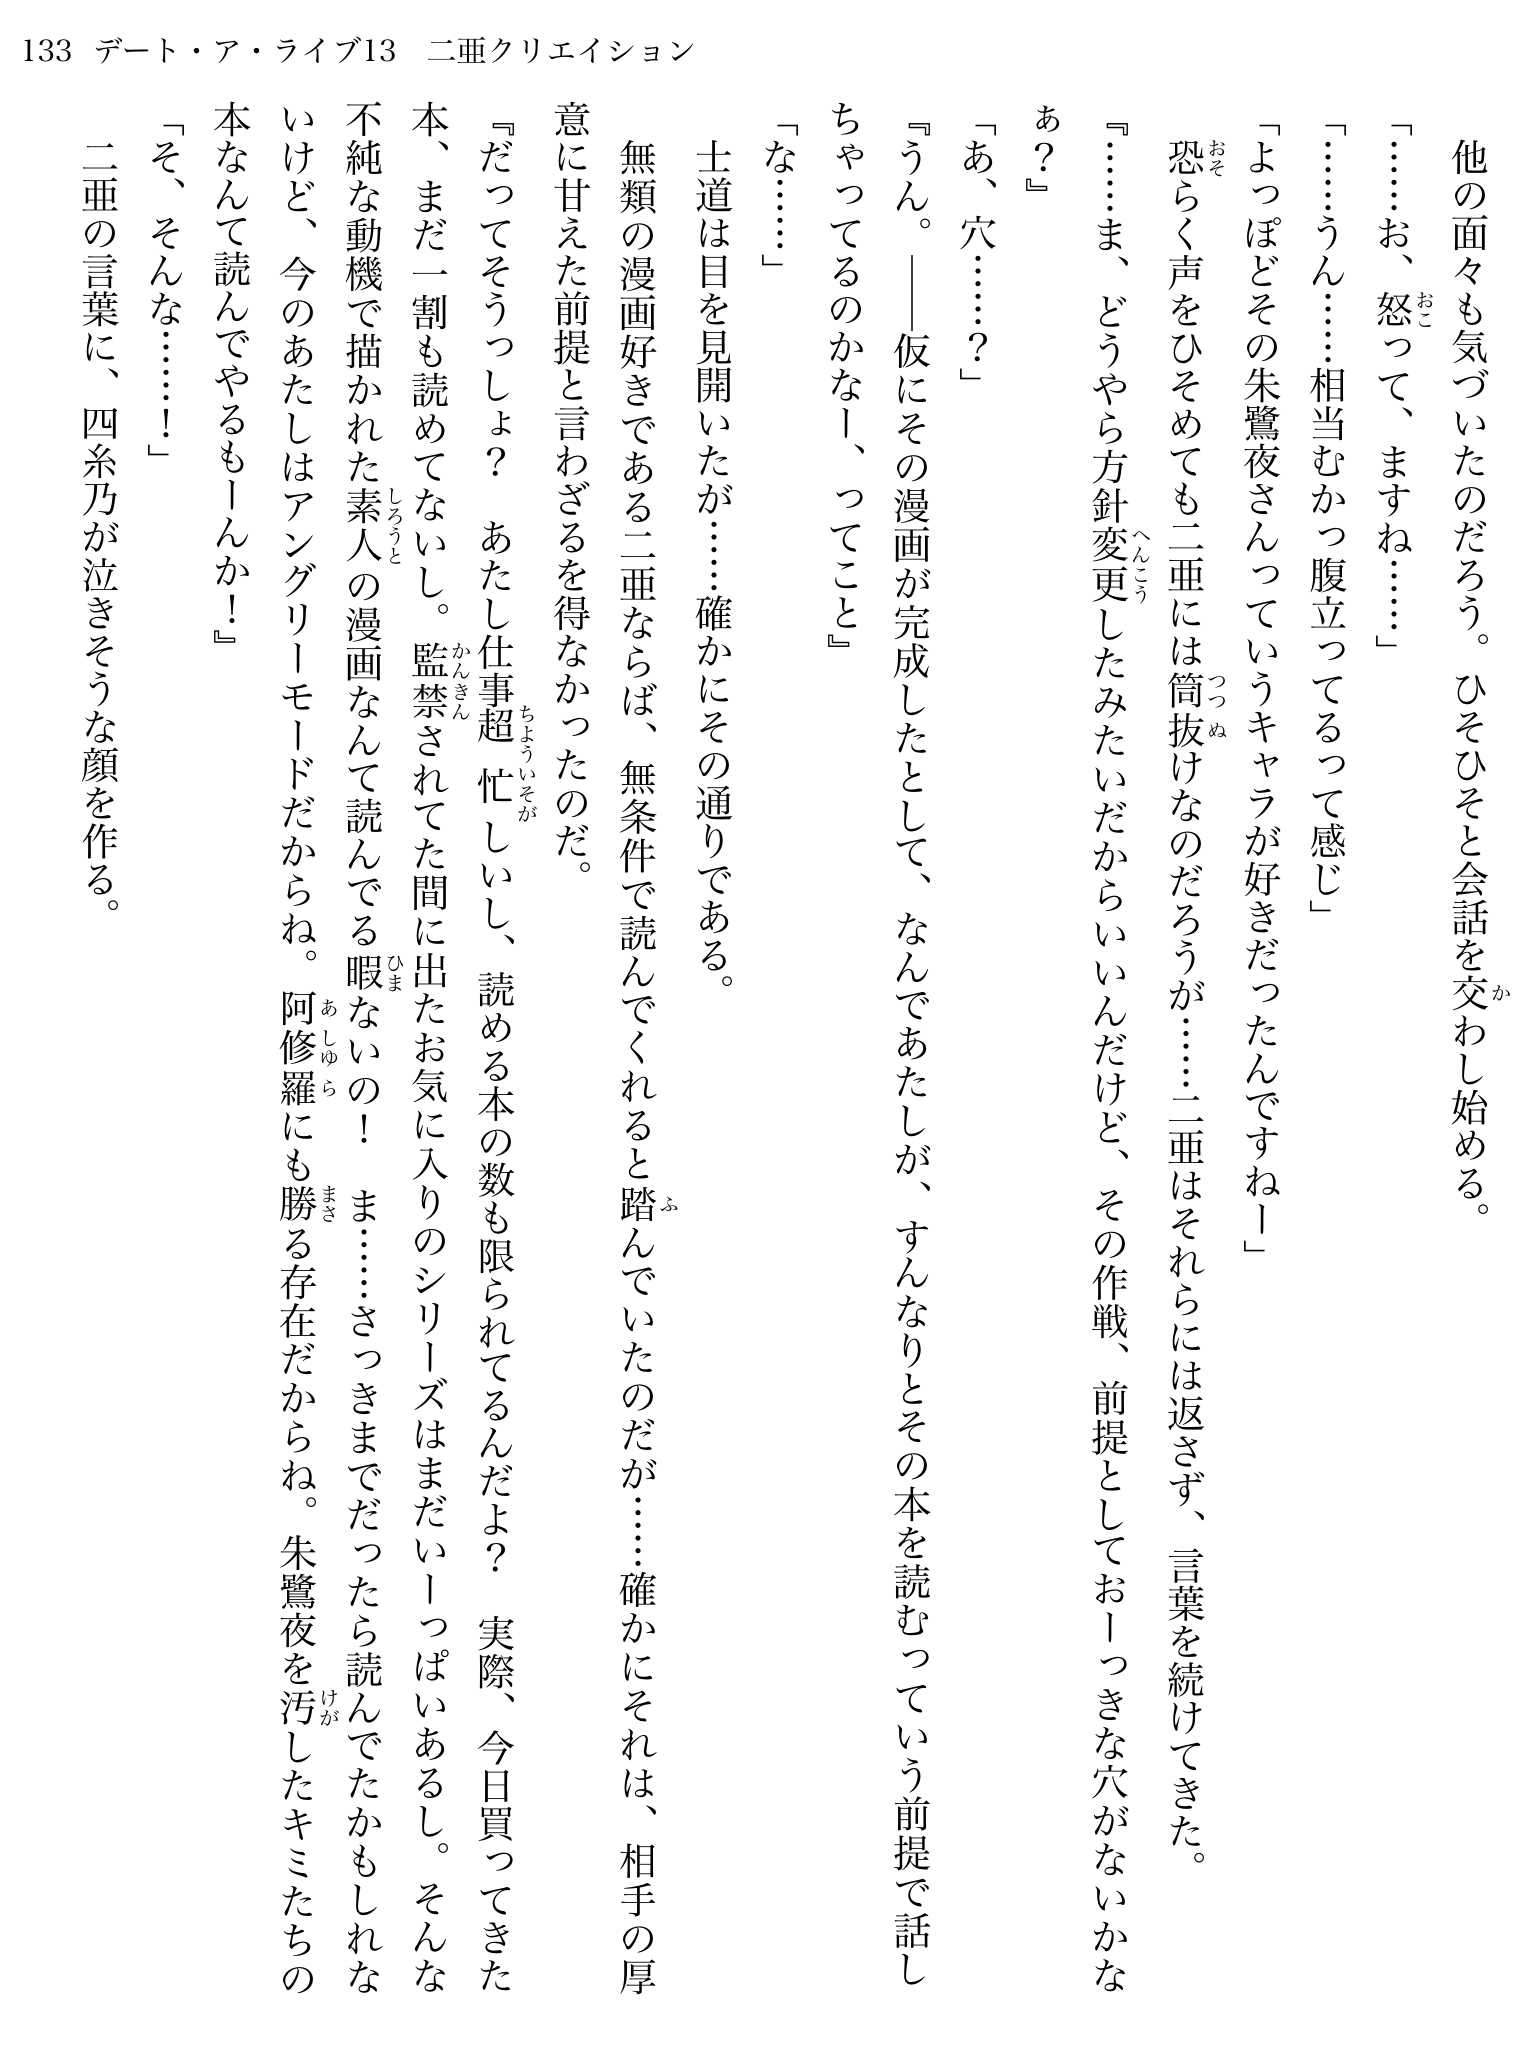 133 デート・ア・ライブ13　二亜クリエイション
　他の面々も気づいたのだろう。ひそひそと会話を交わし始める。
「……お、怒って、ますね……」
「……うん……相当むかっ腹立ってるって感じ」
「よっぽどその朱鷺夜さんっていうキャラが好きだったんですねー」
　恐らく声をひそめても二亜には筒抜けなのだろうが……二亜はそれらには返さず、言葉を続けてきた。
『……ま、どうやら方針変更したみたいだからいいんだけど、その作戦、前提としておーっきな穴がないかな
ぁ？』
「あ、穴……？」
『うん。――仮にその漫画が完成したとして、なんであたしが、すんなりとその本を読むっていう前提で話し
ちゃってるのかなー、ってこと』
「な……」
　士道は目を見開いたが……確かにその通りである。
　無類の漫画好きである二亜ならば、無条件で読んでくれると踏んでいたのだが……確かにそれは、相手の厚
意に甘えた前提と言わざるを得なかったのだ。
『だってそうっしょ？　あたし仕事超忙しいし、読める本の数も限られてるんだよ？　実際、今日買ってきた
本、まだ一割も読めてないし。監禁されてた間に出たお気に入りのシリーズはまだいーっぱいあるし。そんな
不純な動機で描かれた素人の漫画なんて読んでる暇ないの！　ま……さっきまでだったら読んでたかもしれな
いけど、今のあたしはアングリーモードだからね。阿修羅にも勝る存在だからね。朱鷺夜を汚したキミたちの
本なんて読んでやるもーんか！』
「そ、そんな……！」
　二亜の言葉に、四糸乃が泣きそうな顔を作る。